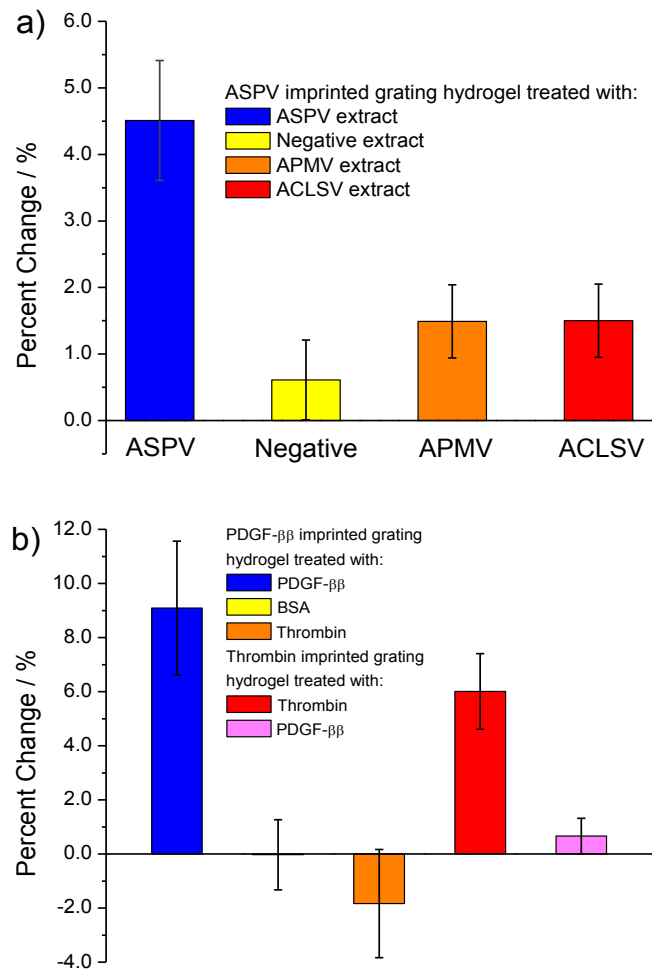 a)
6.0
5.0
4.0
3.0
2.0
1.0
0.0
Percent Change / %
ASPV imprinted grating hydrogel treated with:
ASPV extract
Negative extract
APMV extract
ACLSV extract
ASPV Negative APMV ACLSV
b)
12.0
10.0
8.0
6.0
4.0
2.0
0.0
-2.0
-4.0
Percent Change / %
PDGF-ββ imprinted grating
hydrogel treated with:
PDGF-ββ
BSA
Thrombin
Thrombin imprinted grating
hydrogel treated with:
Thrombin
PDGF-ββ